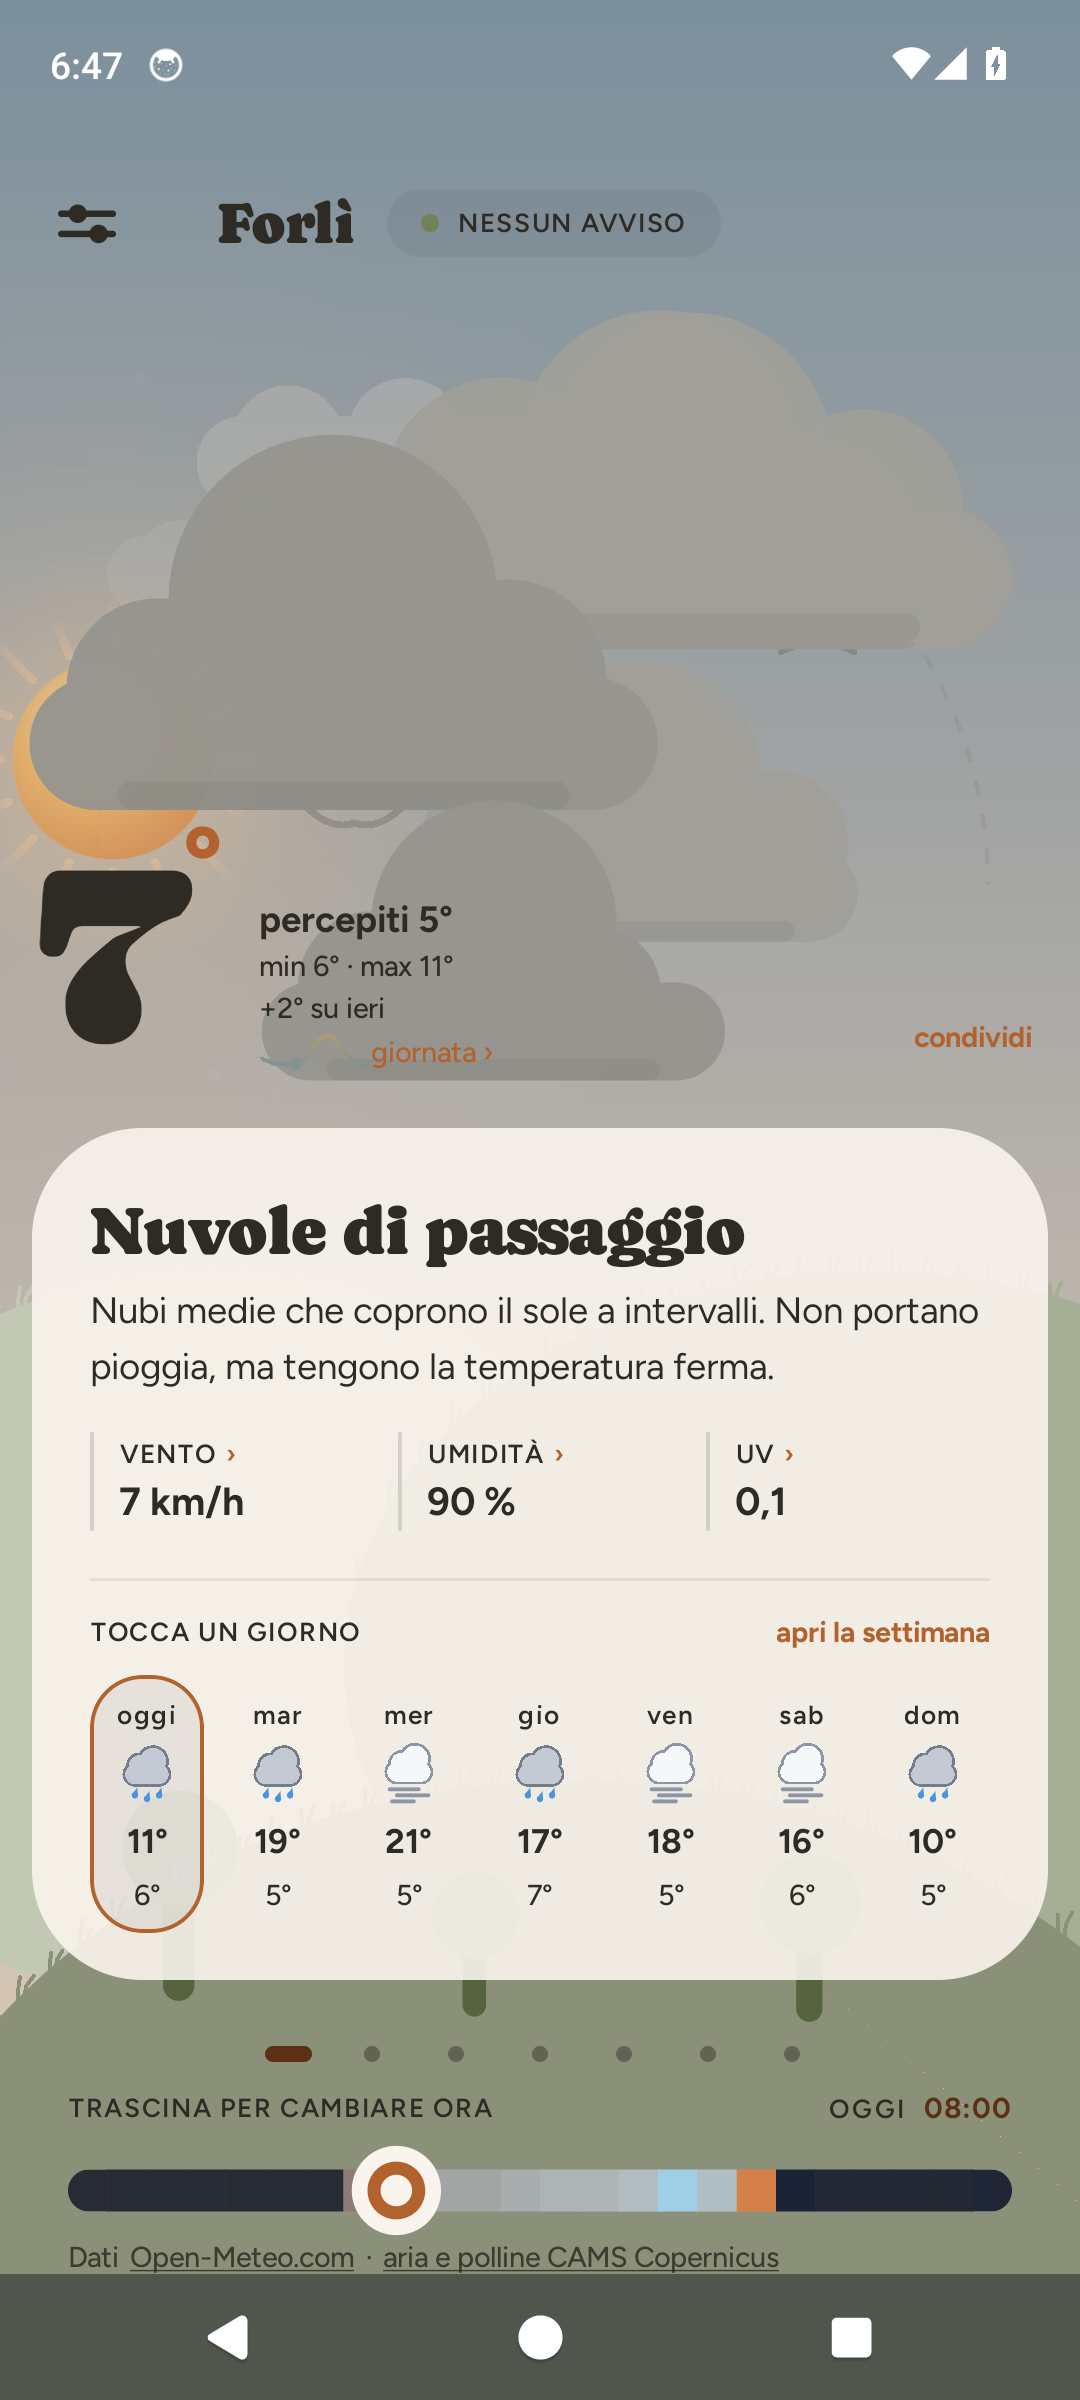 6:47
Forlì
NESSUN AVVISO
7°
percepiti 5°
min 6° · max 11°
+2° su ieri
giornata ›
condividi
Nuvole di passaggio
Nubi medie che coprono il sole a intervalli. Non portano
pioggia, ma tengono la temperatura ferma.
VENTO › UMIDITÀ › UV ›
7 km/h 90 % 0,1
TOCCA UN GIORNO apri la settimana
oggi mar mer gio ven sab dom
11° 19° 21° 17° 18° 16° 10°
6° 5° 5° 7° 5° 6° 5°
TRASCINA PER CAMBIARE ORA OGGI 08:00
Dati Open-Meteo.com · aria e polline CAMS Copernicus